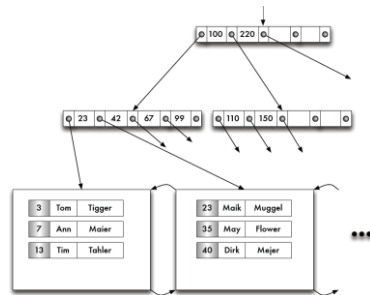 100 220
23 42 67 99 110 150
3 Tom Tigger 23 Maik Muggel
7 Ann Maier 35 May Flower
13 Tim Tahler 40 Dirk Mejer